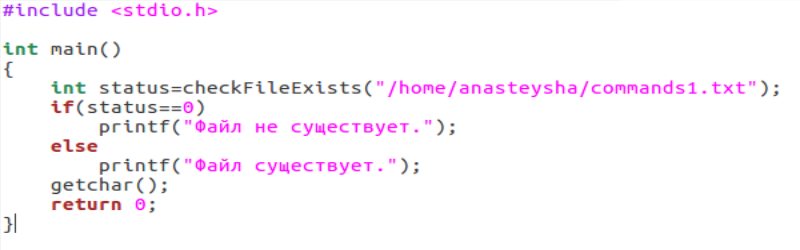 #include <stdio.h>
int main()
{
int status=checkFileExists("/home/anasteysha/commands1.txt");
if(status==0)
printf("Файл не существует.");
else
printf("Файл существует.");
getchar();
return 0;
}